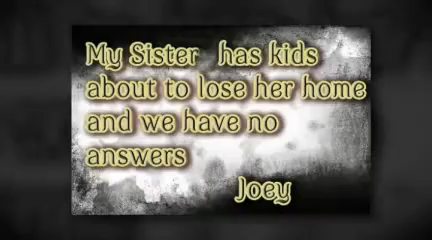 My Sister has kids
about to lose her home
and we have no
answers
Joey